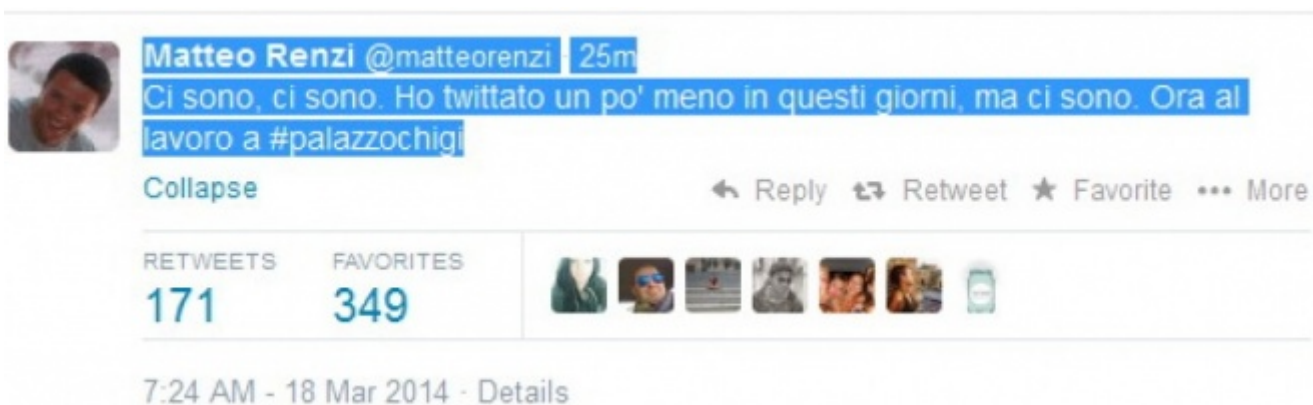 Matteo Renzi @matteorenzi · 25m
Ci sono, ci sono. Ho twittato un po' meno in questi giorni, ma ci sono. Ora al
lavoro a #palazzochigi
Collapse
Reply Retweet Favorite More
RETWEETS FAVORITES
171 349
7:24 AM - 18 Mar 2014 · Details